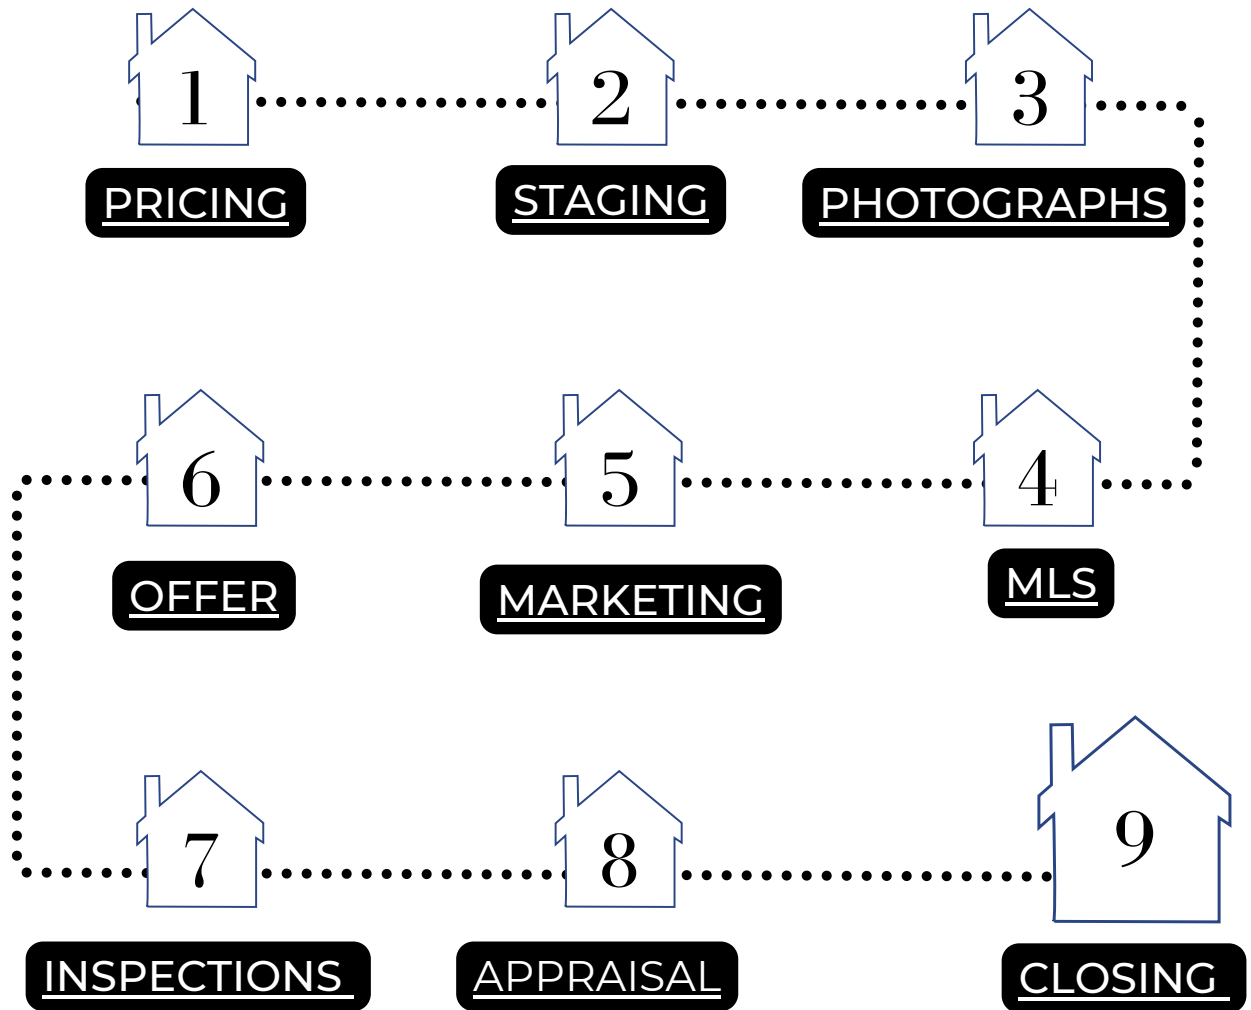 1
2
3
PRICING
STAGING
PHOTOGRAPHS
6
5
4
OFFER
MARKETING
MLS
7
8
9
INSPECTIONS
APPRAISAL
CLOSING